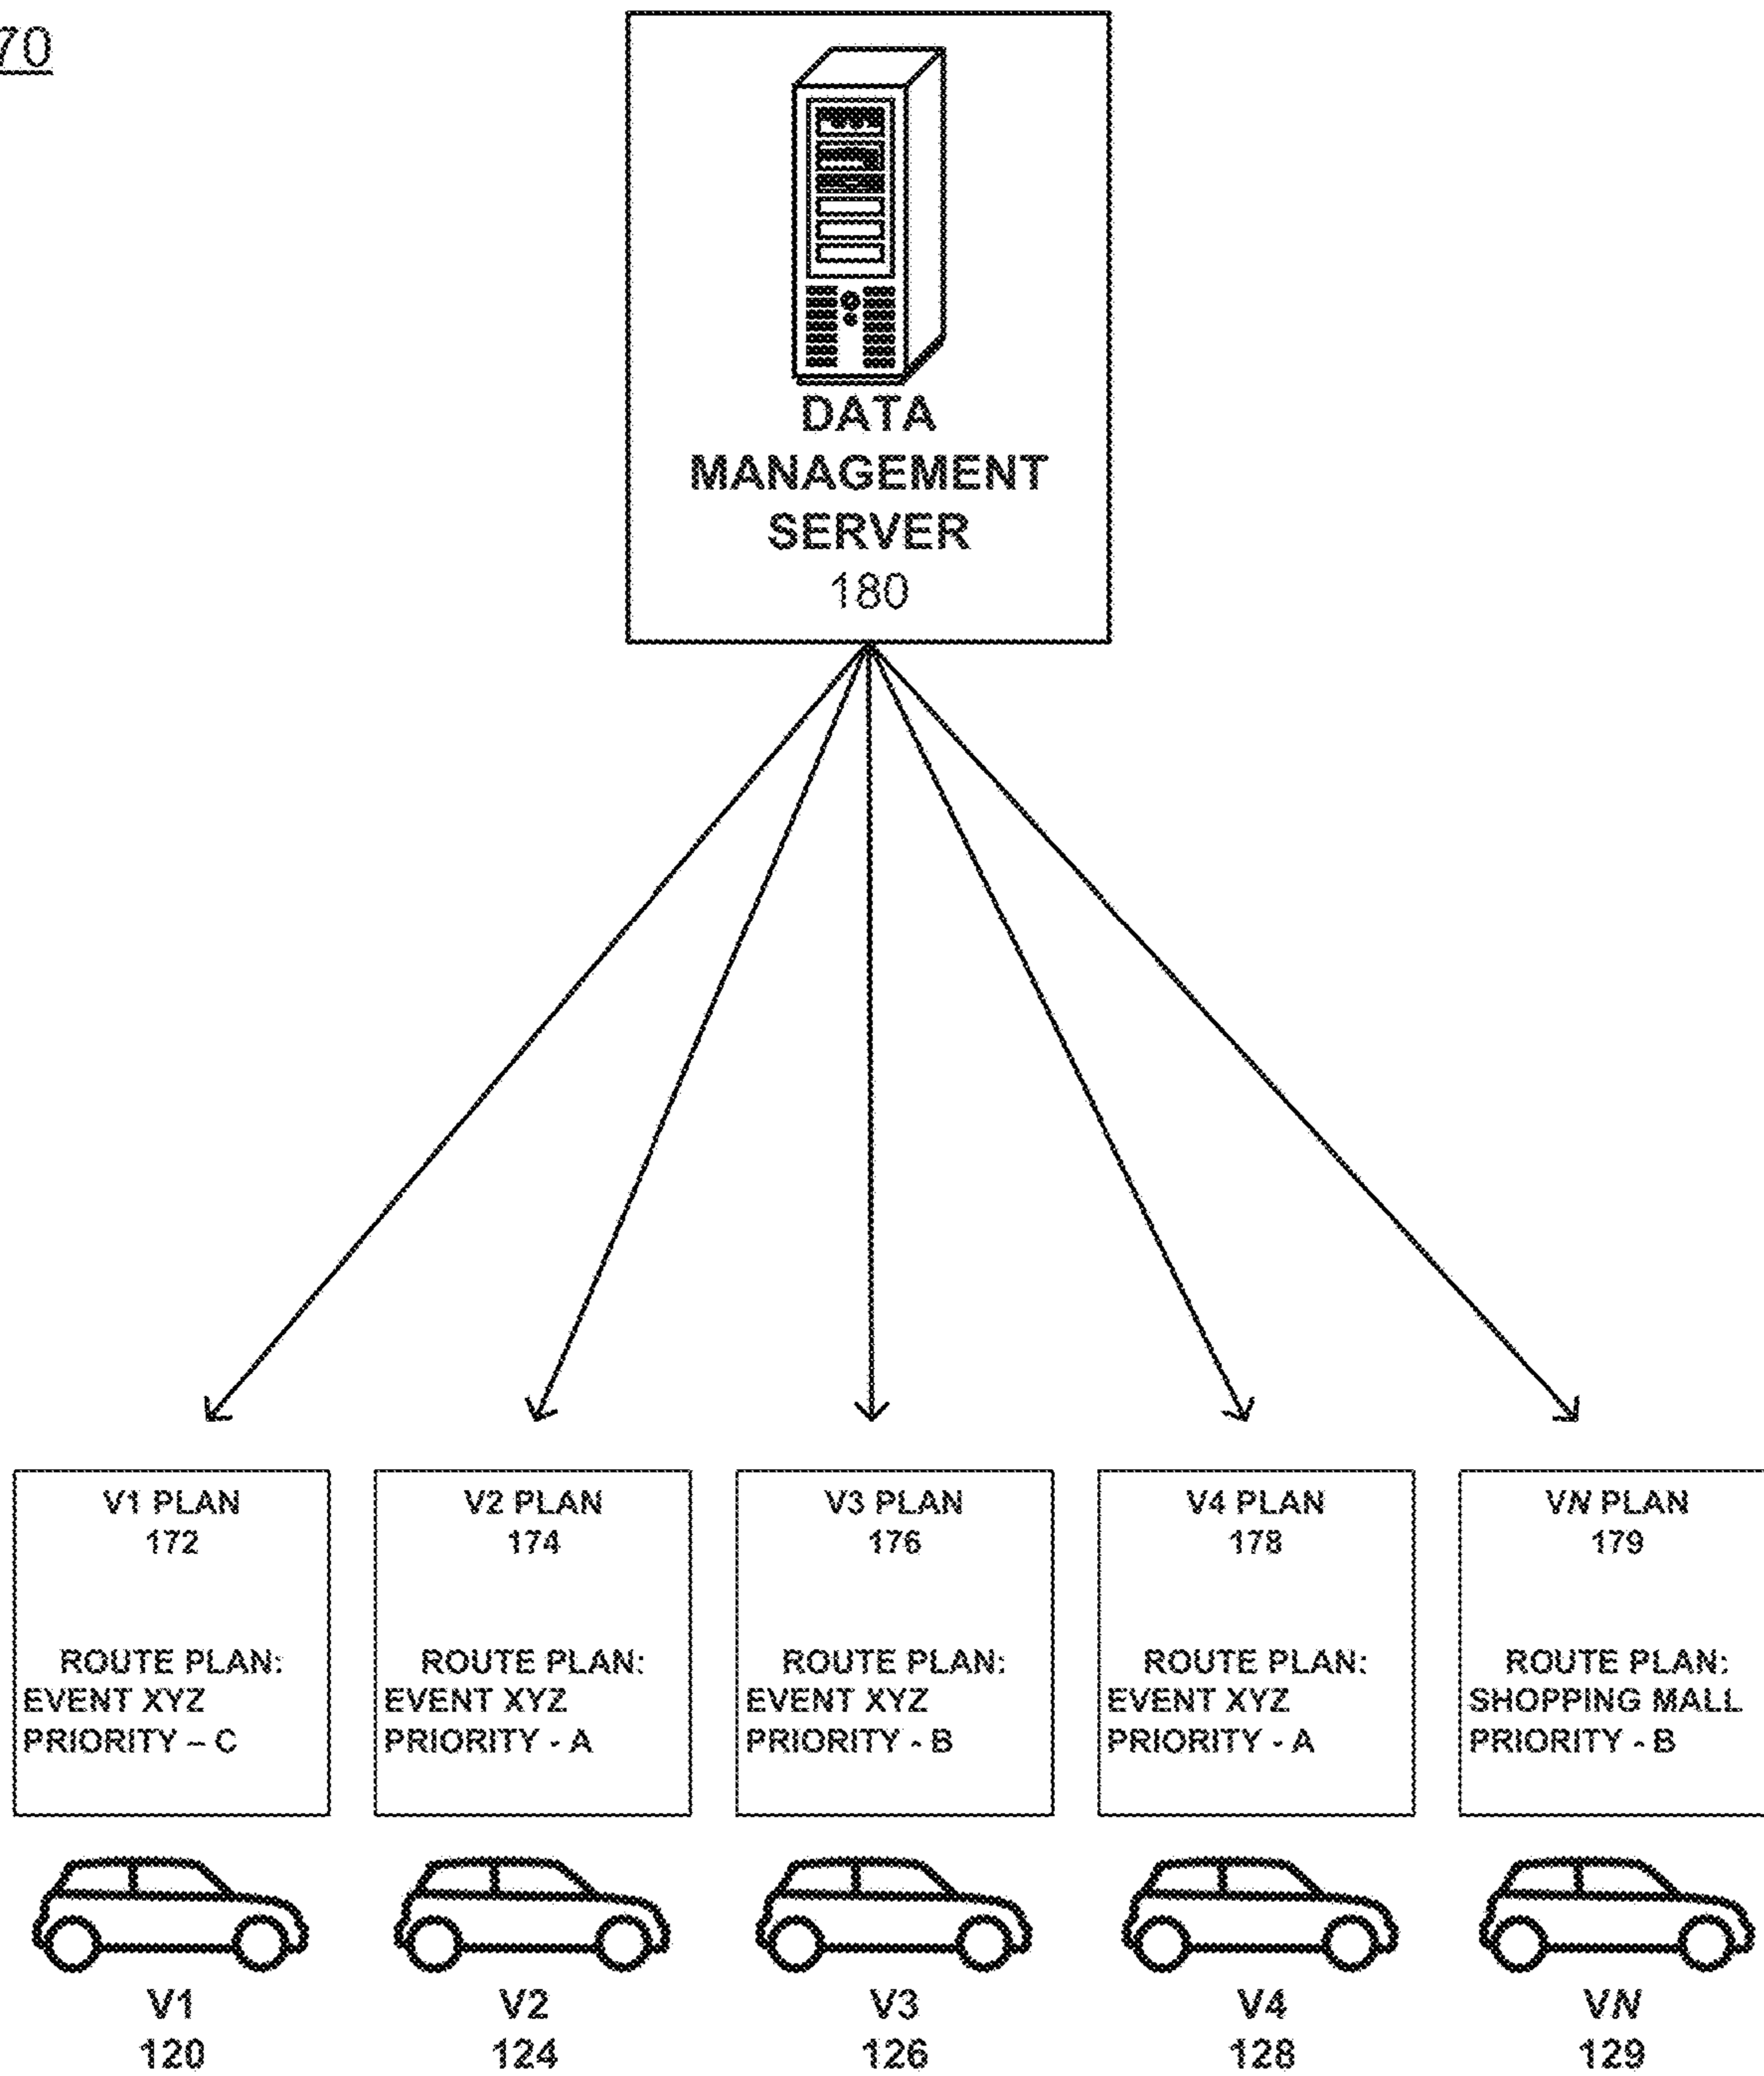 70
DATA
MANAGEMENT
SERVER
180
V1 PLAN
172
ROUTE PLAN:
EVENT XYZ
PRIORITY – C
V2 PLAN
174
ROUTE PLAN:
EVENT XYZ
PRIORITY - A
V3 PLAN
176
ROUTE PLAN:
EVENT XYZ
PRIORITY - B
V4 PLAN
178
ROUTE PLAN:
EVENT XYZ
PRIORITY - A
VN PLAN
179
ROUTE PLAN:
SHOPPING MALL
PRIORITY - B
V1
120
V2
124
V3
126
V4
128
VN
129